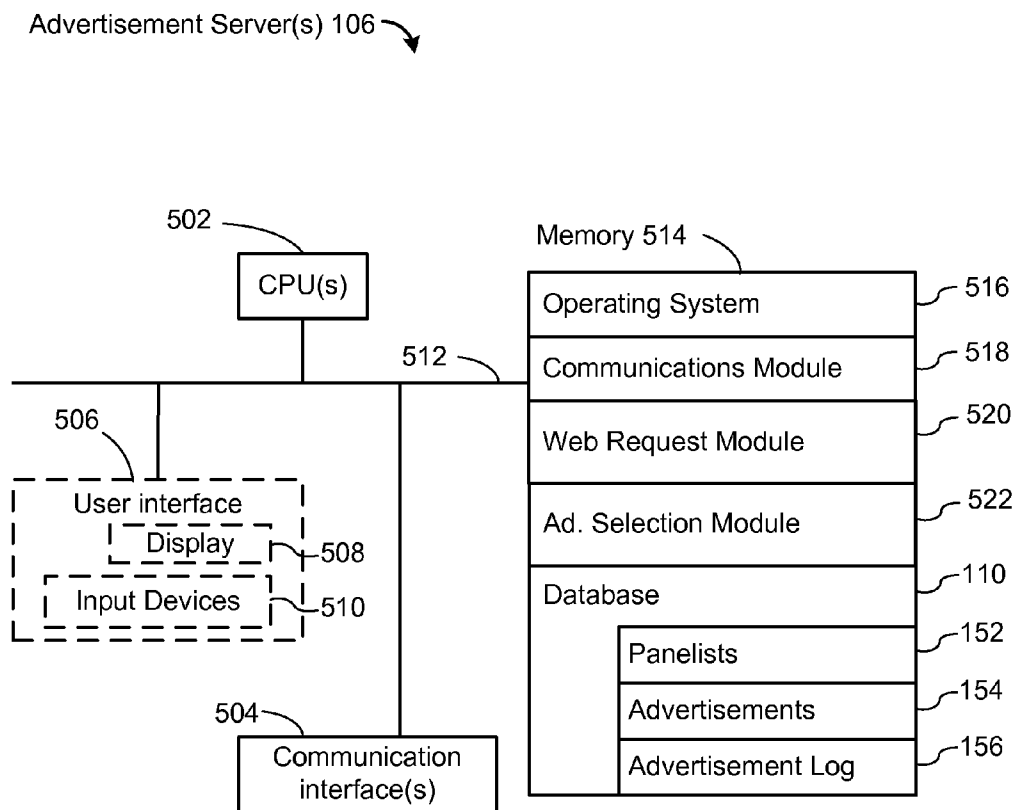 Advertisement Server(s) 106
502
CPU(s)
Memory 514
Operating System
516
512
Communications Module
518
506
Web Request Module
520
User interface
Display
508
Input Devices
510
Ad. Selection Module
522
Database
110
Panelists
152
Advertisements
154
Advertisement Log
156
504
Communication
interface(s)